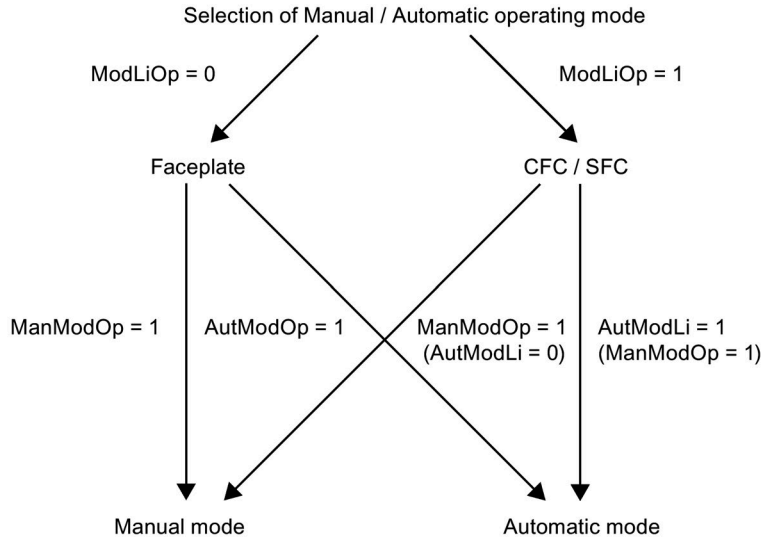 Selection of Manual / Automatic operating mode
ModLiOp = 0
ModLiOp = 1
Faceplate
CFC / SFC
ManModOp = 1
AutModOp = 1
ManModOp = 1
(AutModLi = 0)
AutModLi = 1
(ManModOp = 1)
Manual mode
Automatic mode